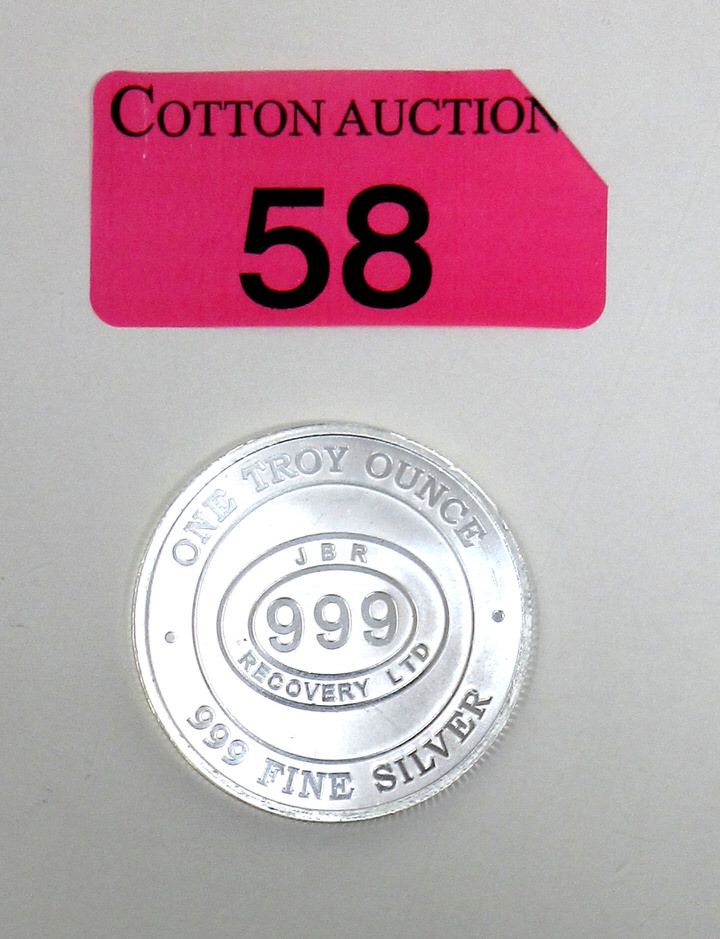 COTTON AUCTION
58
ONE TROY OUNCE
JBR
999
RECOVERY LTD
999 FINE SILVER